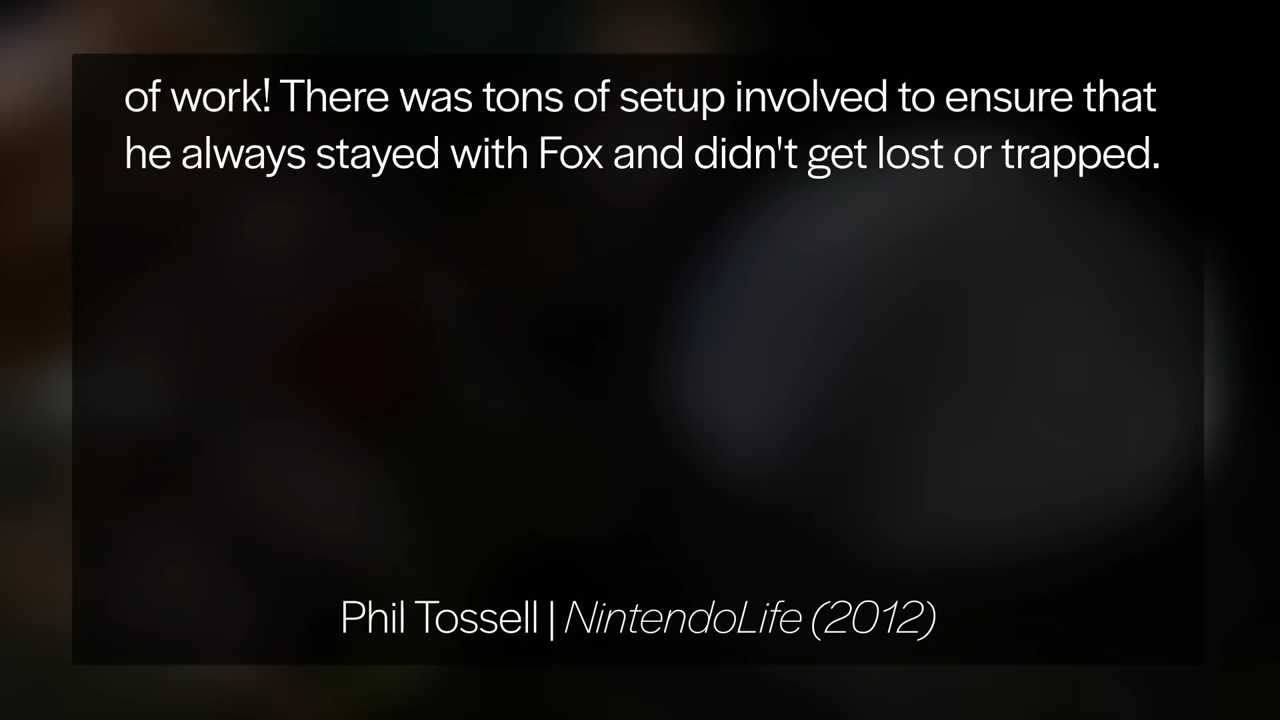 of work! There was tons of setup involved to ensure that
he always stayed with Fox and didn't get lost or trapped.
Phil Tossell | NintendoLife (2012)